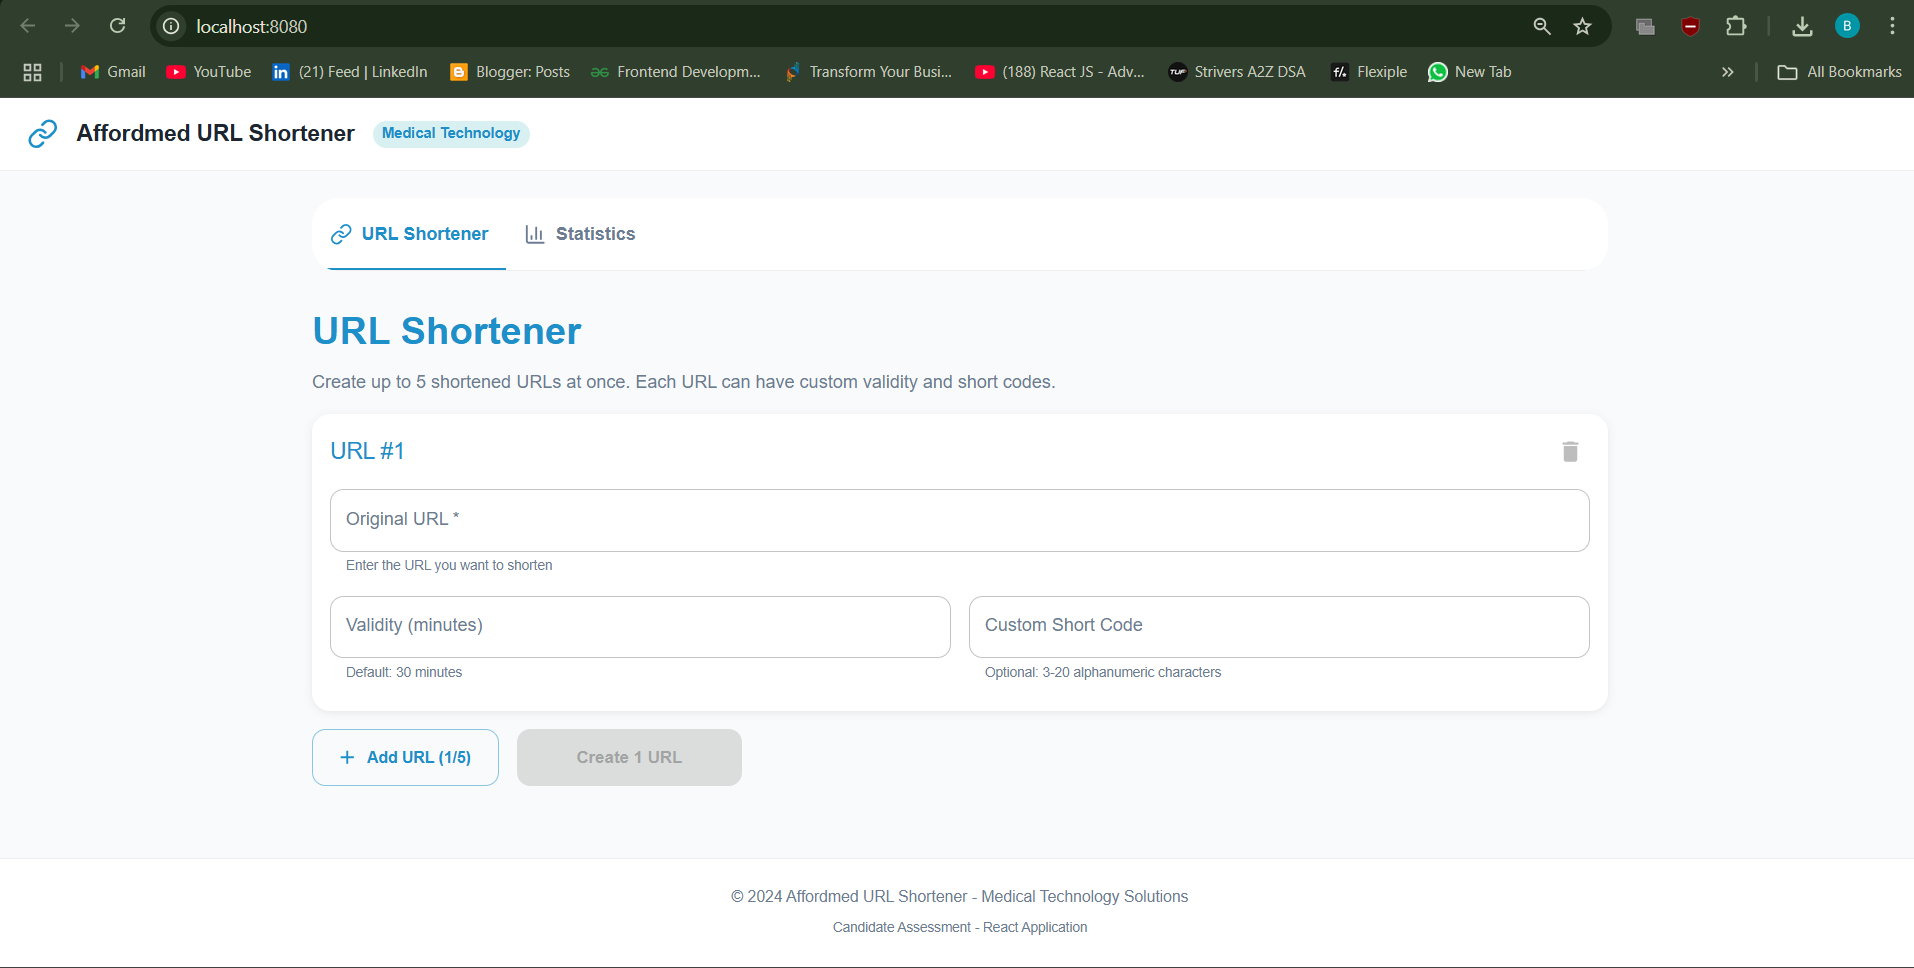 localhost:8080
B
Gmail
YouTube
in (21) Feed | LinkedIn
Blogger: Posts
Frontend Developm...
Transform Your Busi...
(188) React JS - Adv...
TUF Strivers A2Z DSA
f/. Flexiple
New Tab
»
All Bookmarks
Affordmed URL Shortener
Medical Technology
URL Shortener
Statistics
URL Shortener
Create up to 5 shortened URLs at once. Each URL can have custom validity and short codes.
URL #1
Original URL *
Enter the URL you want to shorten
Validity (minutes)
Custom Short Code
Default: 30 minutes
Optional: 3-20 alphanumeric characters
+ Add URL (1/5)
Create 1 URL
© 2024 Affordmed URL Shortener - Medical Technology Solutions
Candidate Assessment - React Application